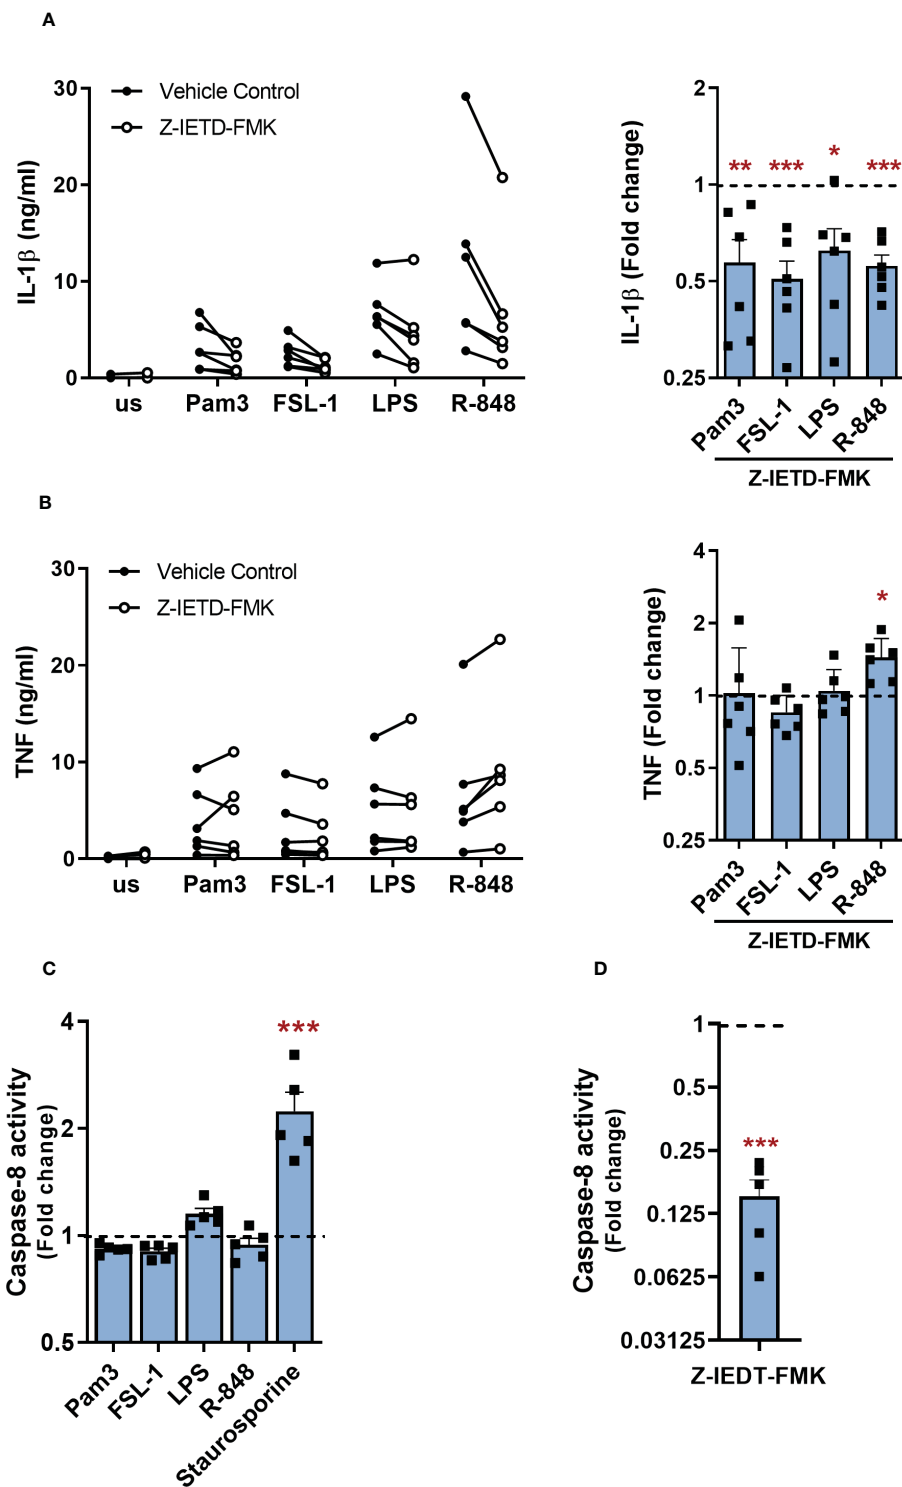 A
Vehicle Control
Z-IETD-FMK
IL-1β (ng/ml)
30
20
10
0
us Pam3 FSL-1 LPS R-848
IL-1β (Fold change)
2
1
0.5
0.25
** *** * ***
Pam3 FSL-1 LPS R-848
Z-IETD-FMK
B
Vehicle Control
Z-IETD-FMK
TNF (ng/ml)
30
20
10
0
us Pam3 FSL-1 LPS R-848
TNF (Fold change)
4
2
1
0.5
0.25
*
Pam3 FSL-1 LPS R-848
Z-IETD-FMK
C
Caspase-8 activity
(Fold change)
4
2
1
0.5
***
Pam3 FSL-1 LPS R-848 Staurosporine
D
Caspase-8 activity
(Fold change)
1
0.5
0.25
0.125
0.0625
0.03125
***
Z-IEDT-FMK